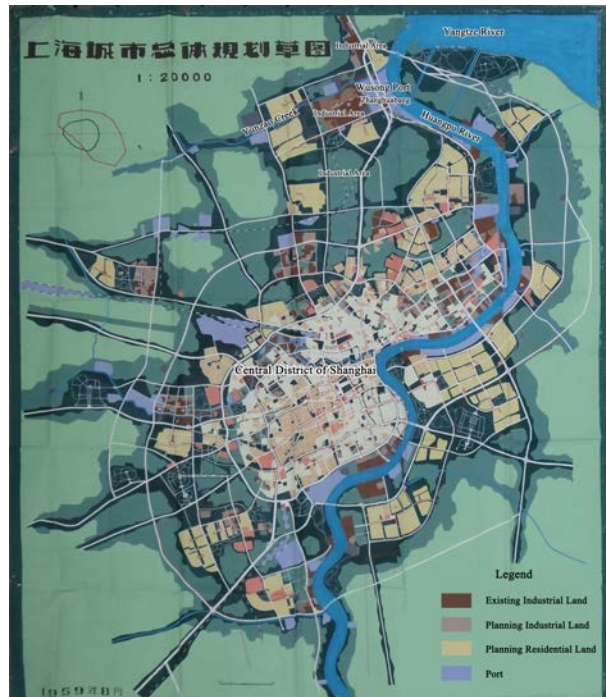 上海城市总体规划草图
1:20000
Yangtze River
Industrial Area
Wusong Port
Zhanghuabang
Yunzao Creek
Industrial Area
Huangpu River
Industrial Area
Central District of Shanghai
Legend
Existing Industrial Land
Planning Industrial Land
Planning Residential Land
Port
1959年8月